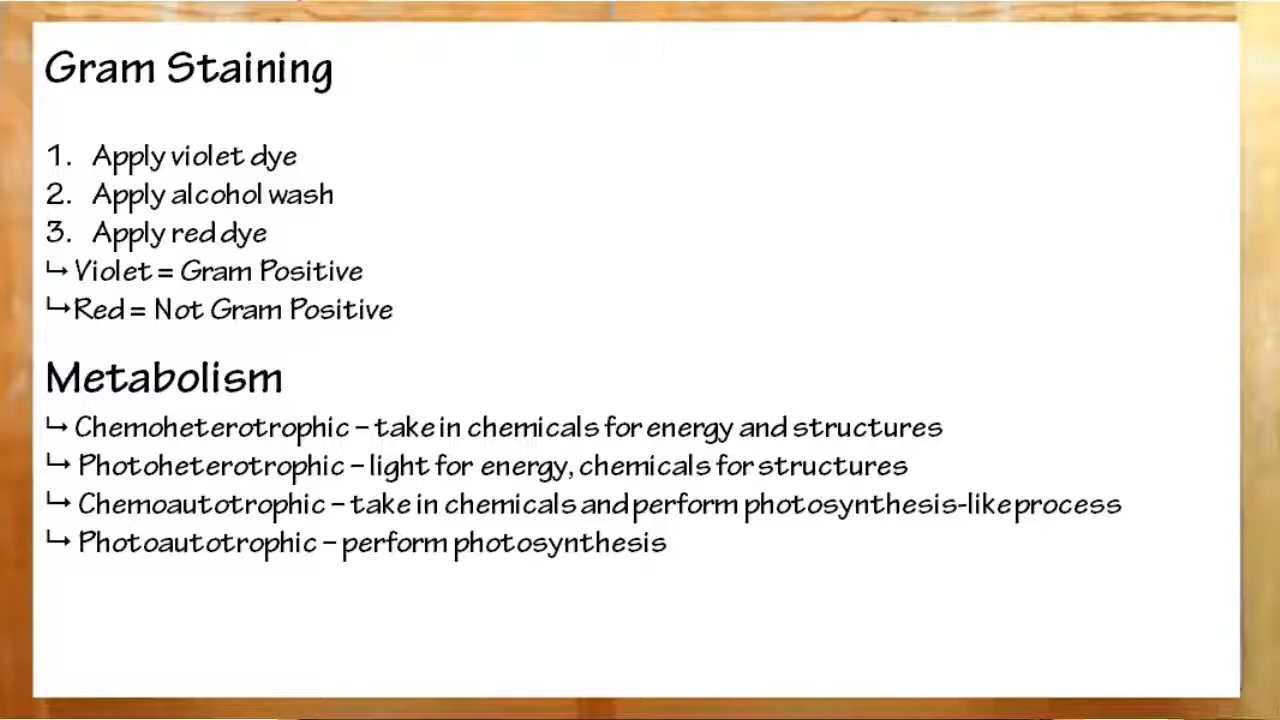 Gram Staining
1. Apply violet dye
2. Apply alcohol wash
3. Apply red dye
↳ Violet = Gram Positive
↳ Red = Not Gram Positive
Metabolism
↳ Chemoheterotrophic – take in chemicals for energy and structures
↳ Photoheterotrophic – light for energy, chemicals for structures
↳ Chemoautotrophic – take in chemicals and perform photosynthesis-like process
↳ Photoautotrophic – perform photosynthesis